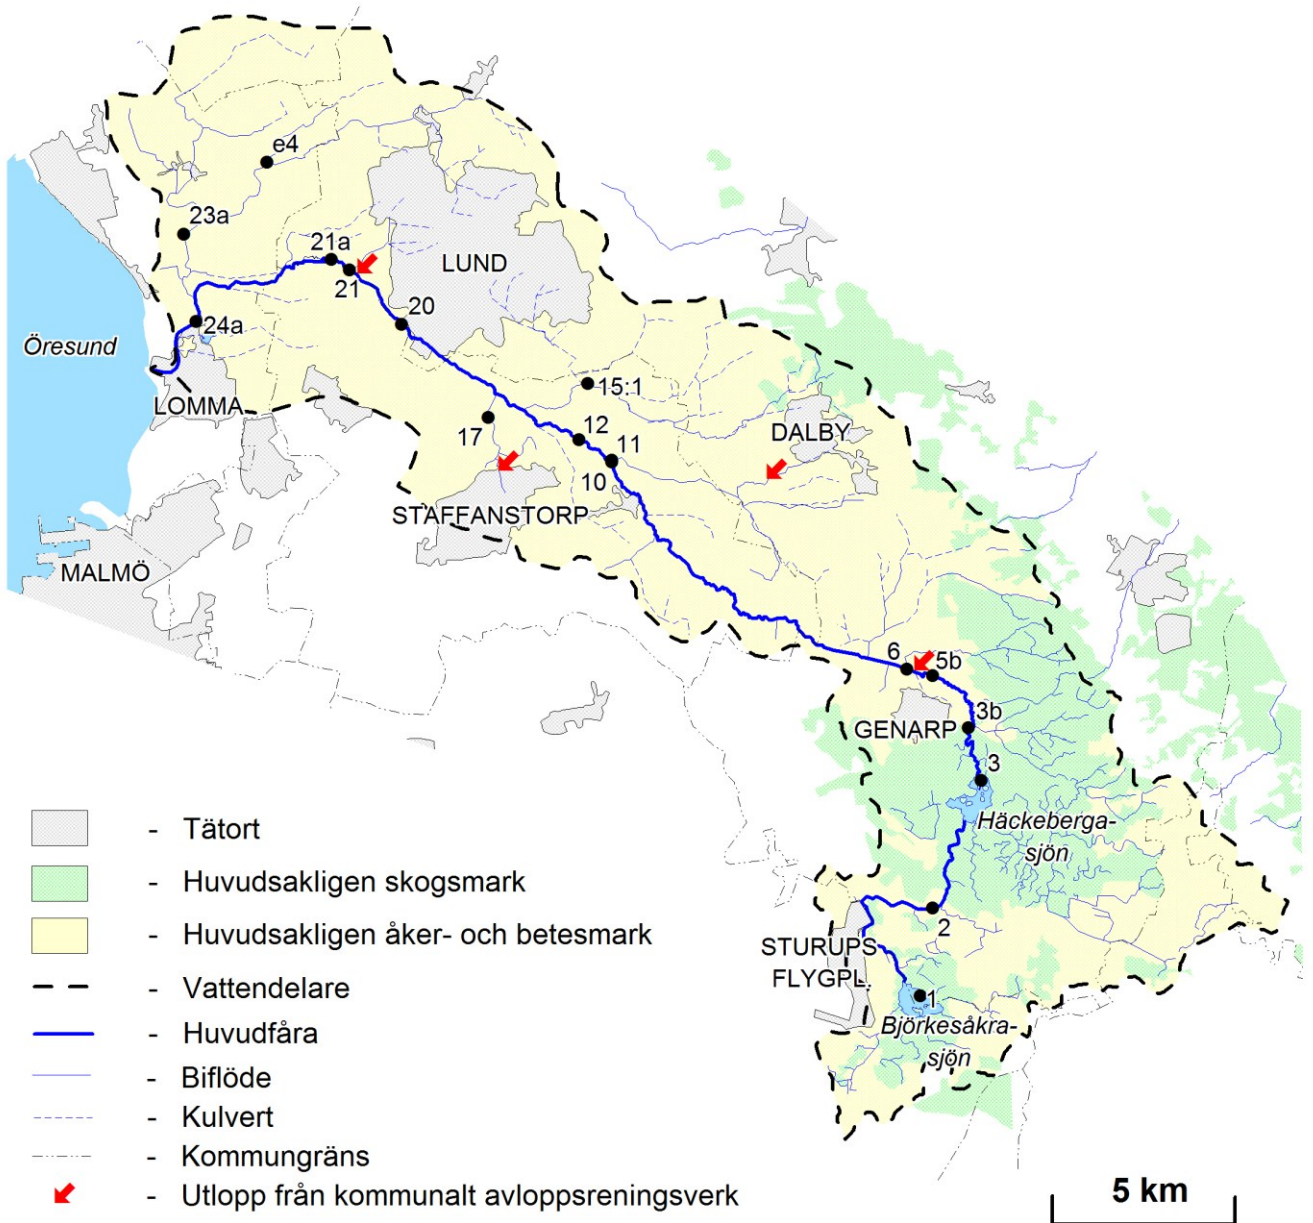 e4
23a
21a
LUND
21
20
24a
Öresund
LOMMA
15:1
17
12
11
DALBY
10
STAFFANSTORP
MALMÖ
6
5b
3b
GENARP
3
Häckeberga-
sjön
2
STURUPS
FLYGPL.
1
Björkesåkra-
sjön
- Tätort
- Huvudsakligen skogsmark
- Huvudsakligen åker- och betesmark
- Vattendelare
- Huvudfåra
- Biflöde
- Kulvert
- Kommungräns
- Utlopp från kommunalt avloppsreningsverk
5 km